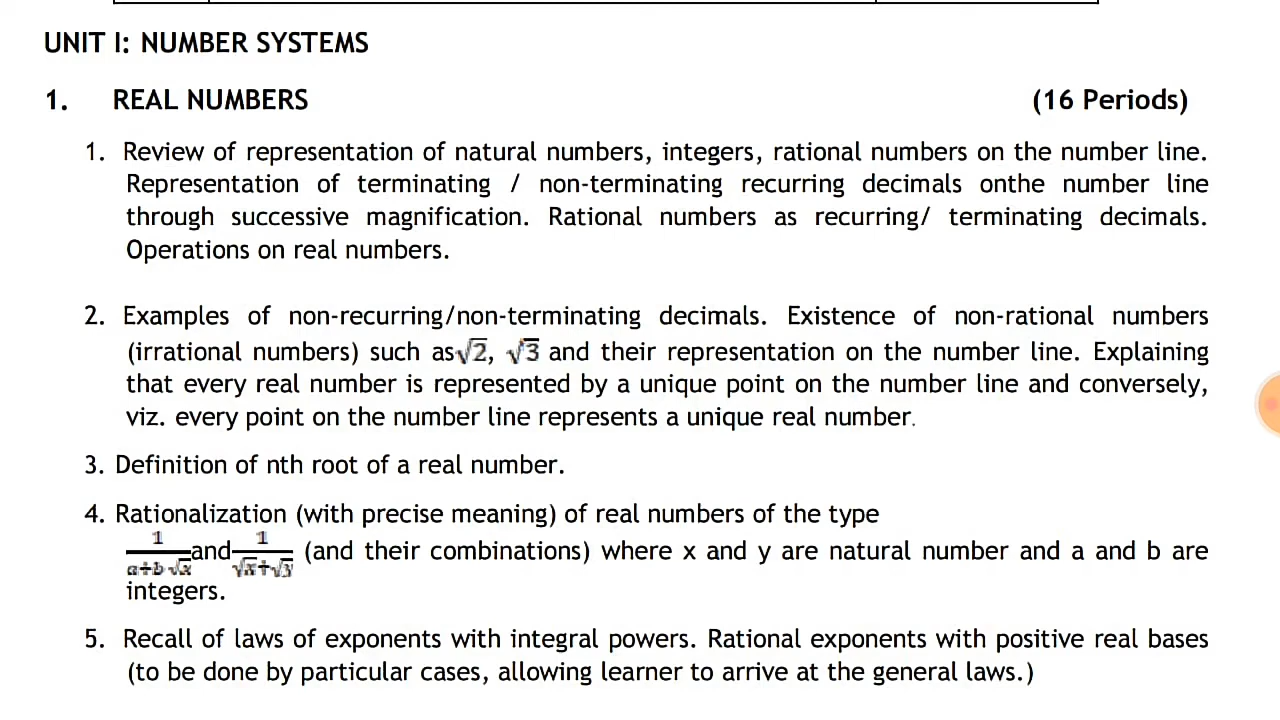 UNIT I: NUMBER SYSTEMS
1. REAL NUMBERS (16 Periods)
1. Review of representation of natural numbers, integers, rational numbers on the number line.
Representation of terminating / non-terminating recurring decimals onthe number line
through successive magnification. Rational numbers as recurring/ terminating decimals.
Operations on real numbers.
2. Examples of non-recurring/non-terminating decimals. Existence of non-rational numbers
(irrational numbers) such as√2, √3 and their representation on the number line. Explaining
that every real number is represented by a unique point on the number line and conversely,
viz. every point on the number line represents a unique real number.
3. Definition of nth root of a real number.
4. Rationalization (with precise meaning) of real numbers of the type
1/(a+b√x) and 1/(√x+√y) (and their combinations) where x and y are natural number and a and b are
integers.
5. Recall of laws of exponents with integral powers. Rational exponents with positive real bases
(to be done by particular cases, allowing learner to arrive at the general laws.)